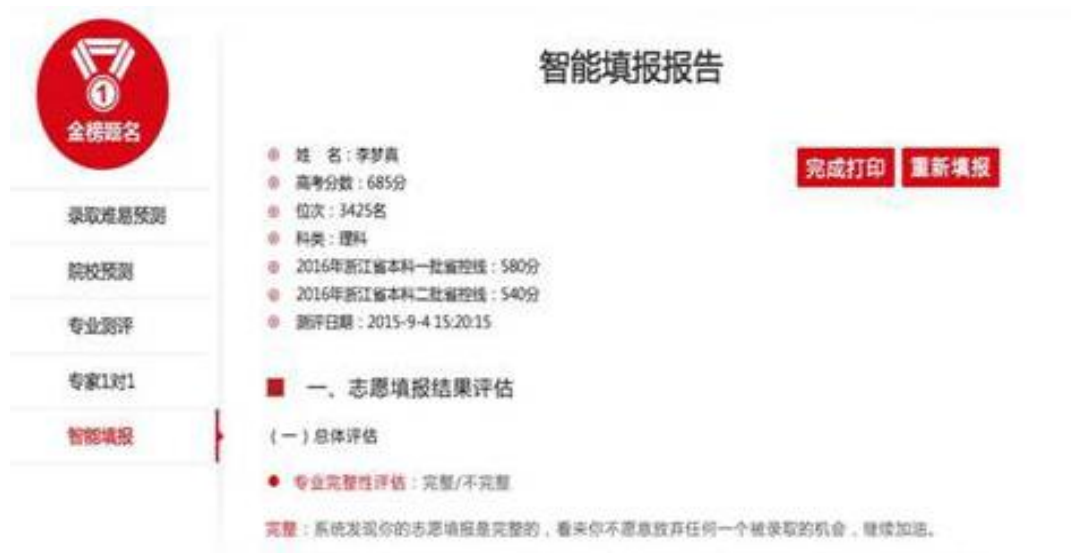 1
金榜题名
录取难易预测
院校预测
专业测评
专家1对1
智能填报
智能填报报告
完成打印 重新填报
姓 名：李梦真
高考分数：685分
位次：3425名
科类：理科
2016年浙江省本科一批省控线：580分
2016年浙江省本科二批省控线：540分
测评日期：2015-9-4 15:20:15
一、志愿填报结果评估
（一）总体评估
专业完整性评估：完整/不完整
完整：系统发现你的志愿填报是完整的，看来你不愿意放弃任何一个被录取的机会，继续加油。